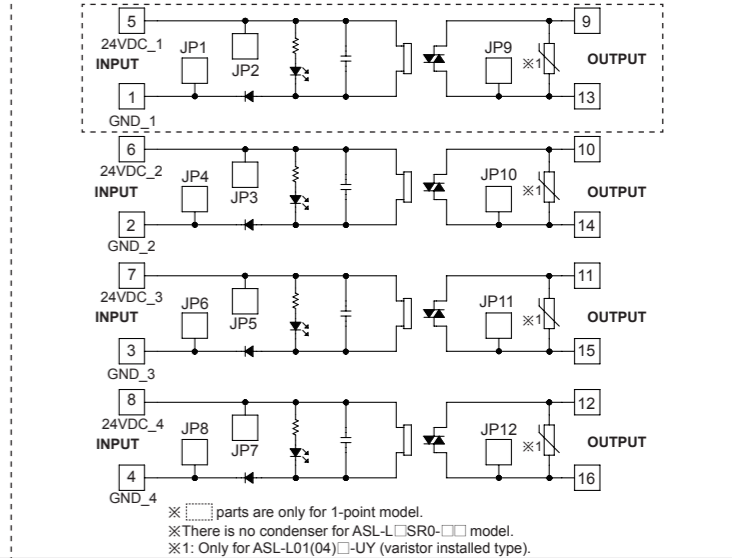 5
9
24VDC_1
JP1
JP9
INPUT
JP2
※1
OUTPUT
1
13
GND_1
6
10
24VDC_2
JP4
JP10
INPUT
JP3
※1
OUTPUT
2
14
GND_2
7
11
24VDC_3
JP6
JP11
INPUT
JP5
※1
OUTPUT
3
15
GND_3
8
12
24VDC_4
JP8
JP12
INPUT
JP7
※1
OUTPUT
4
16
GND_4
※ parts are only for 1-point model.
※There is no condenser for ASL-L□SR0-□□ model.
※1: Only for ASL-L01(04)□-UY (varistor installed type).